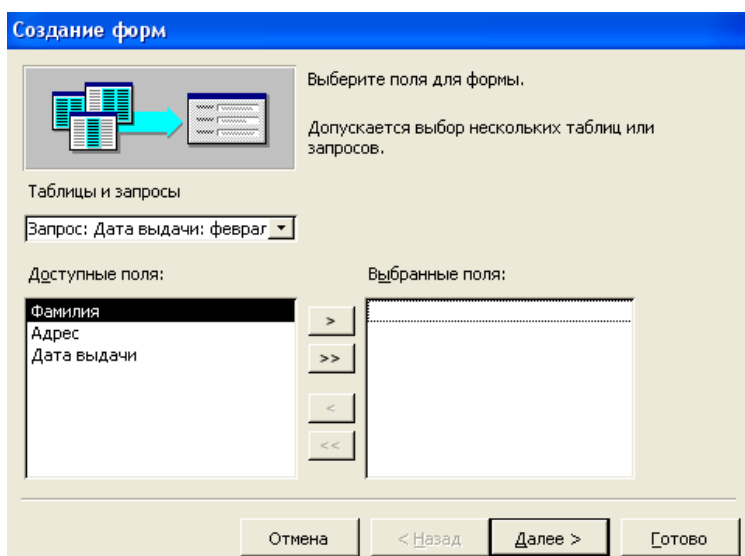 Создание форм
Выберите поля для формы.
Допускается выбор нескольких таблиц или
запросов.
Таблицы и запросы
Запрос: Дата выдачи: феврал
Доступные поля:
Выбранные поля:
Фамилия
Адрес
Дата выдачи
>
>>
<
<<
Отмена
< Назад
Далее >
Готово